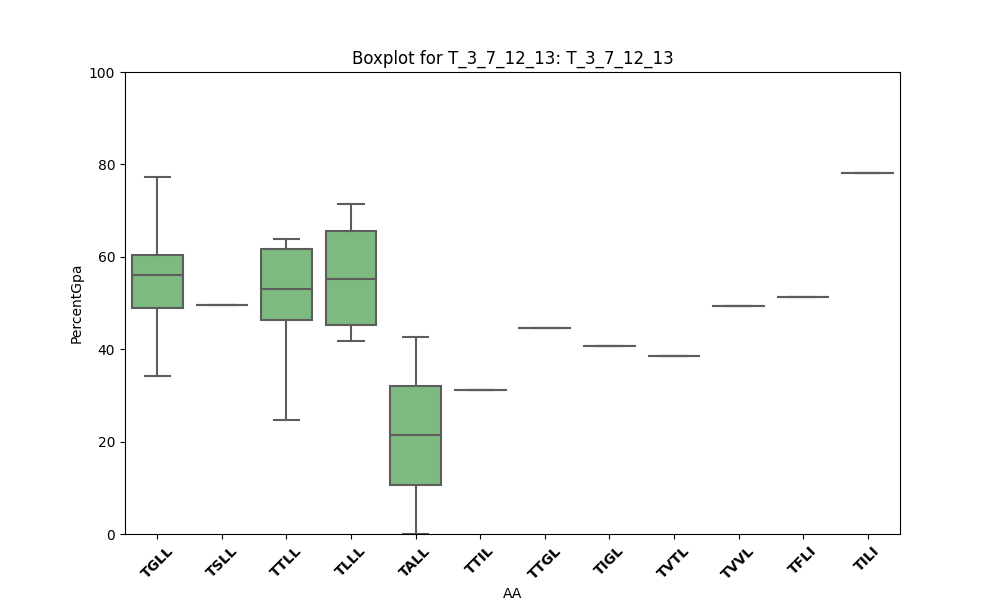 Boxplot for T_3_7_12_13: T_3_7_12_13
100
80
60
40
20
0
PercentGpa
TGLL TSLL TTLL TLLL TALL TTIL TTGL TIGL TVTL TVVL TFLI TILI
AA